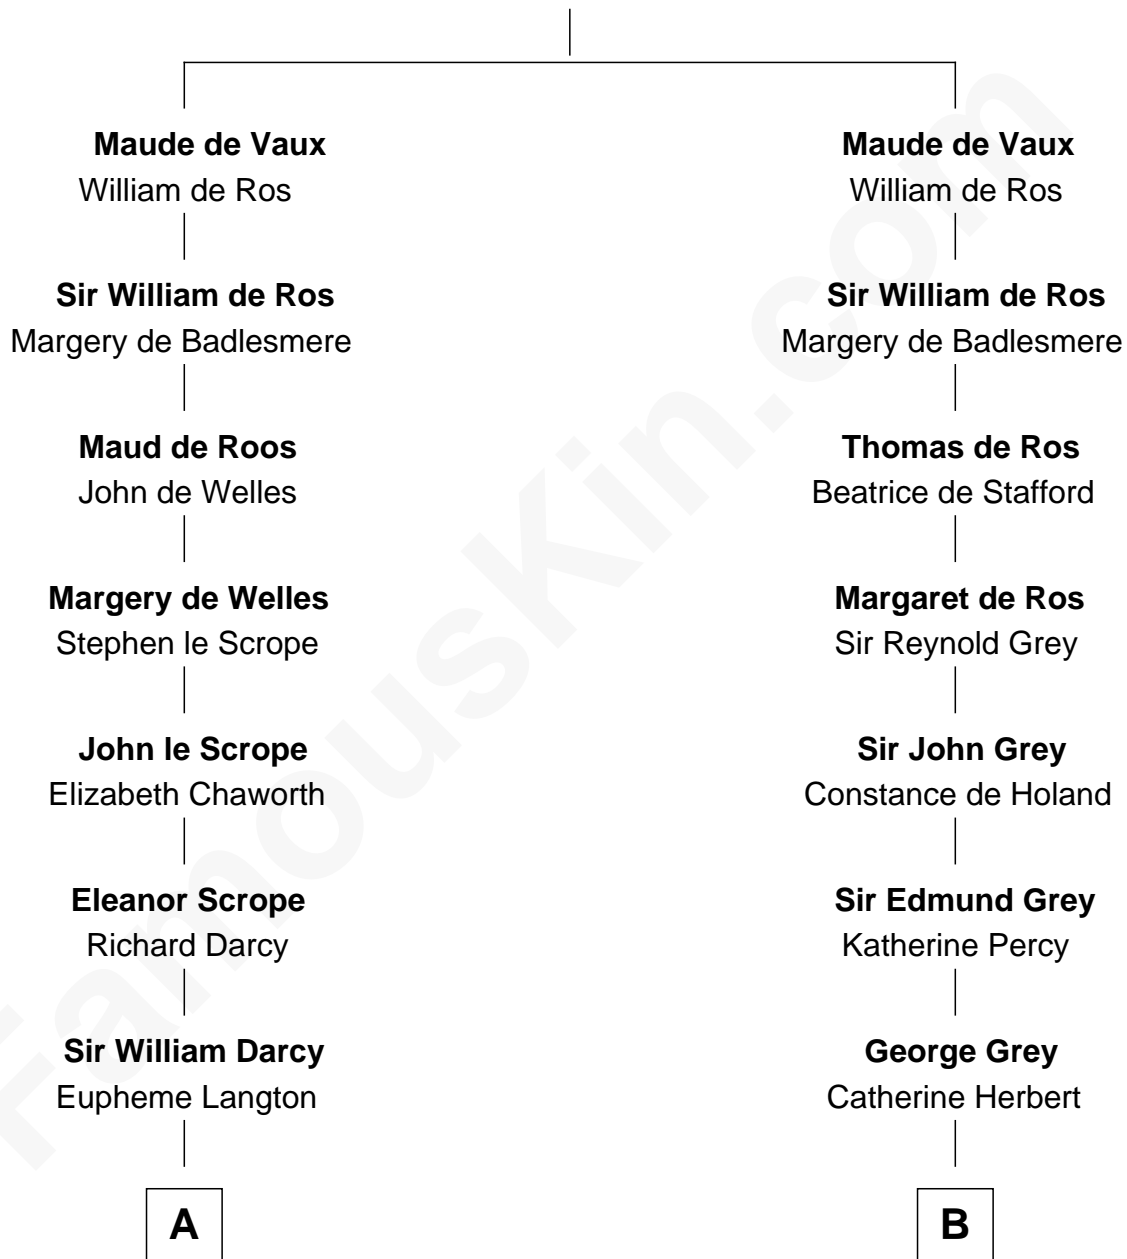 Maude de Vaux
William de Ros
Sir William de Ros
Margery de Badlesmere
Maud de Roos
John de Welles
Margery de Welles
Stephen le Scrope
John le Scrope
Elizabeth Chaworth
Eleanor Scrope
Richard Darcy
Sir William Darcy
Eupheme Langton
A
Maude de Vaux
William de Ros
Sir William de Ros
Margery de Badlesmere
Thomas de Ros
Beatrice de Stafford
Margaret de Ros
Sir Reynold Grey
Sir John Grey
Constance de Holand
Sir Edmund Grey
Katherine Percy
George Grey
Catherine Herbert
B
FamousKin.com